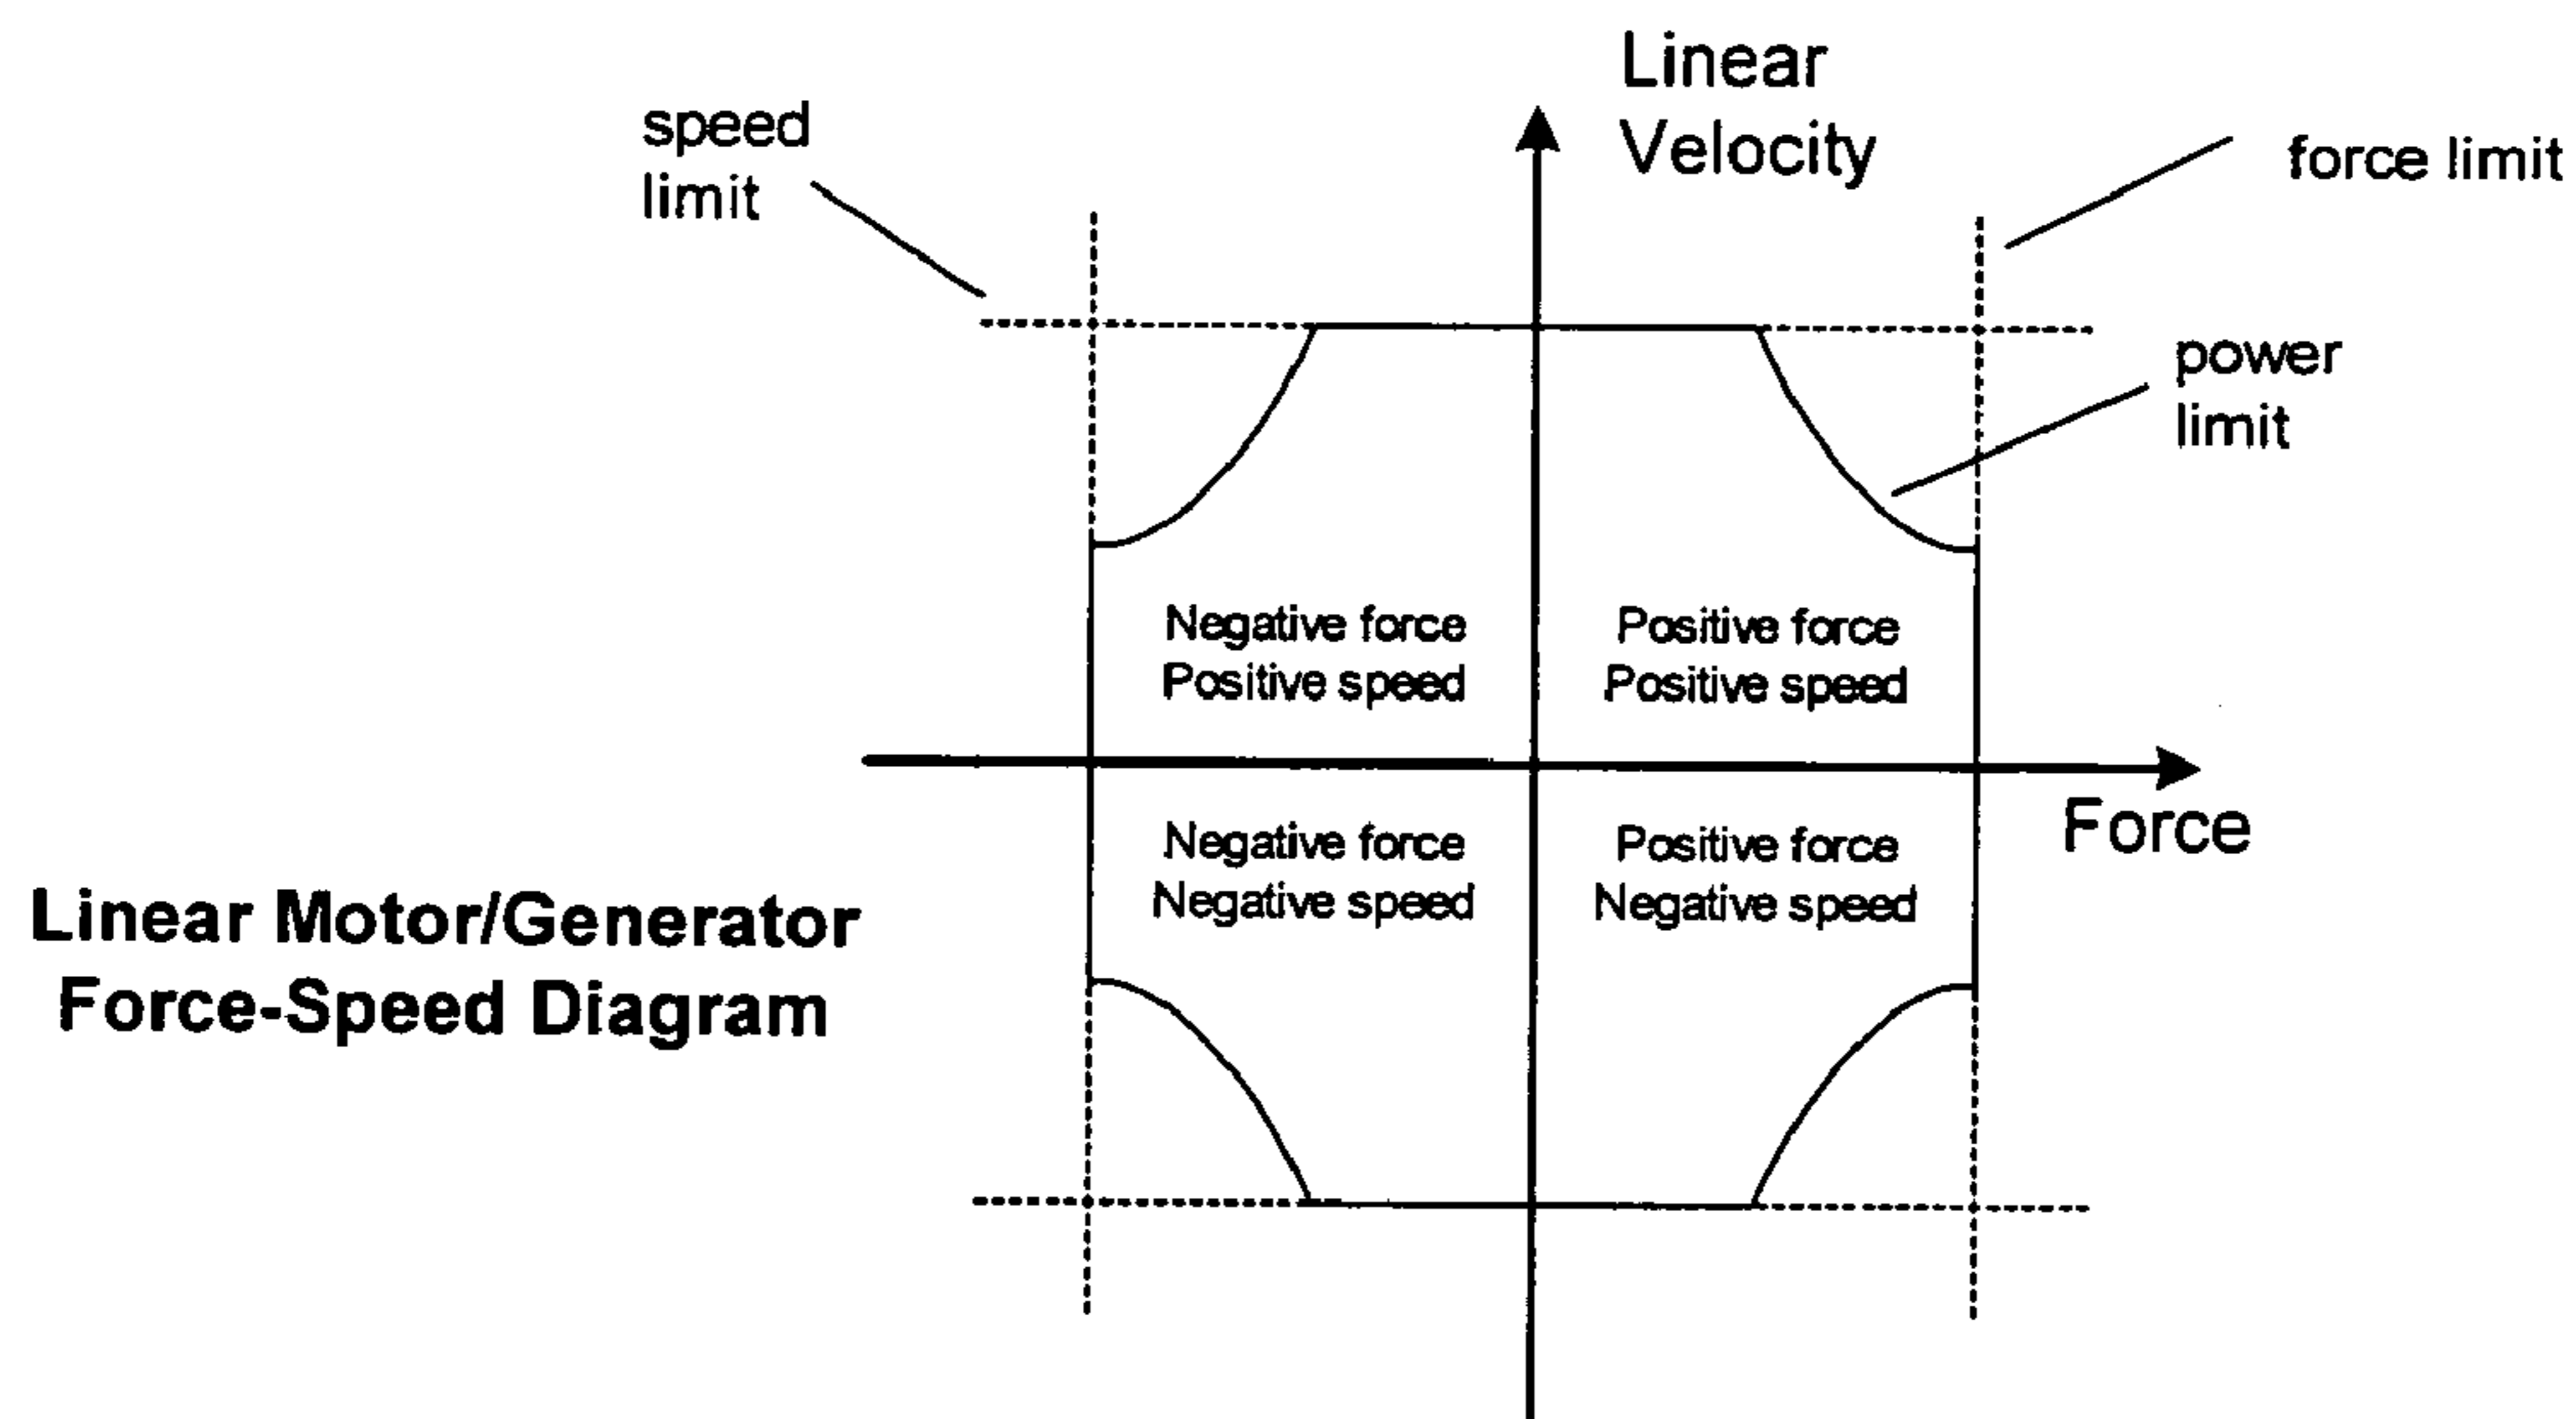 Linear
Velocity
speed
limit
force limit
power
limit
Negative force
Positive speed
Positive force
Positive speed
Force
Negative force
Negative speed
Positive force
Negative speed
Linear Motor/Generator
Force-Speed Diagram